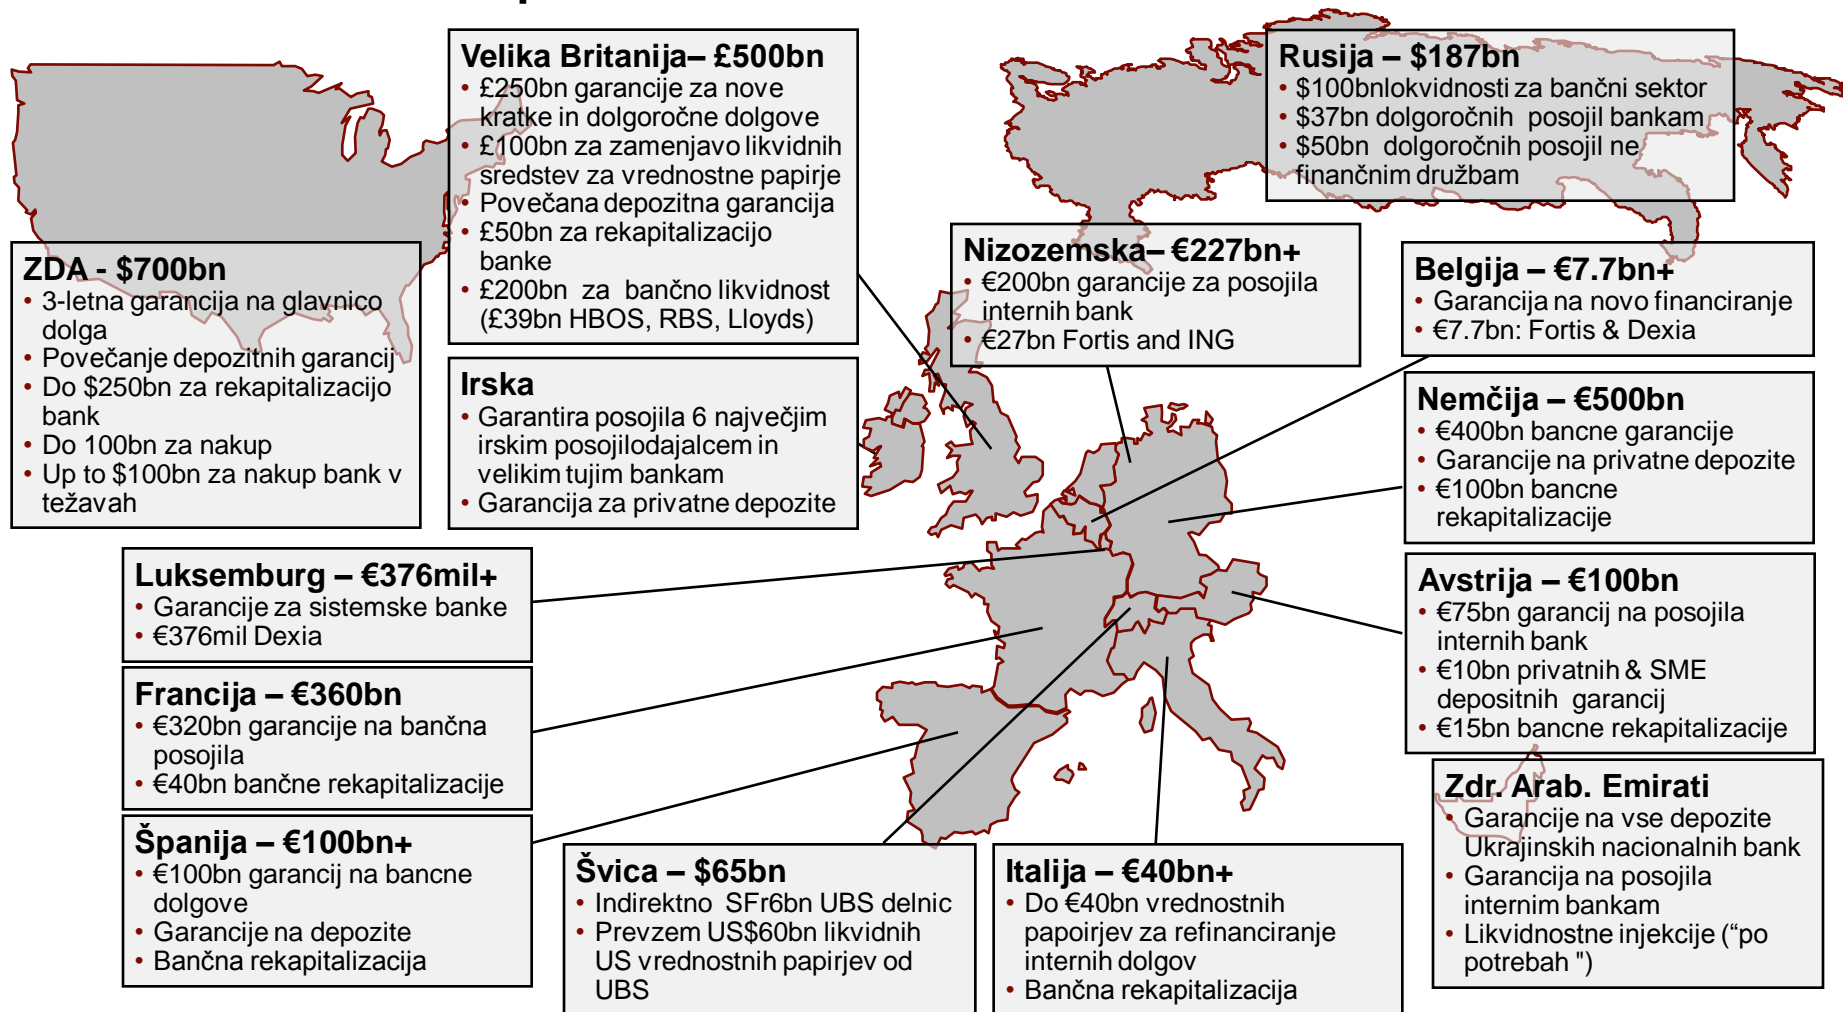 Velika Britanija– £500bn
• £250bn garancije za nove
kratke in dolgoročne dolgove
• £100bn za zamenjavo likvidnih
sredstev za vrednostne papirje
• Povečana depozitna garancija
• £50bn za rekapitalizacijo
banke
• £200bn za bančno likvidnost
(£39bn HBOS, RBS, Lloyds)
Rusija – $187bn
• $100bnlokvidnosti za bančni sektor
• $37bn dolgoročnih posojil bankam
• $50bn dolgoročnih posojil ne
finančnim družbam
ZDA - $700bn
• 3-letna garancija na glavnico
dolga
• Povečanje depozitnih garancij
• Do $250bn za rekapitalizacijo
bank
• Do 100bn za nakup
• Up to $100bn za nakup bank v
težavah
Nizozemska– €227bn+
• €200bn garancije za posojila
internih bank
• €27bn Fortis and ING
Belgija – €7.7bn+
• Garancija na novo financiranje
• €7.7bn: Fortis & Dexia
Irska
• Garantira posojila 6 največjim
irskim posojilodajalcem in
velikim tujim bankam
• Garancija za privatne depozite
Nemčija – €500bn
• €400bn bancne garancije
• Garancije na privatne depozite
• €100bn bancne
rekapitalizacije
Luksemburg – €376mil+
• Garancije za sistemske banke
• €376mil Dexia
Avstrija – €100bn
• €75bn garancij na posojila
internih bank
• €10bn privatnih & SME
depositnih garancij
• €15bn bancne rekapitalizacije
Francija – €360bn
• €320bn garancije na bančna
posojila
• €40bn bančne rekapitalizacije
Zdr. Arab. Emirati
• Garancije na vse depozite
Ukrajinskih nacionalnih bank
• Garancija na posojila
internim bankam
• Likvidnostne injekcije (“po
potrebah ")
Španija – €100bn+
• €100bn garancij na bancne
dolgove
• Garancije na depozite
• Bančna rekapitalizacija
Švica – $65bn
• Indirektno SFr6bn UBS delnic
• Prevzem US$60bn likvidnih
US vrednostnih papirjev od
UBS
Italija – €40bn+
• Do €40bn vrednostnih
papoirjev za refinanciranje
internih dolgov
• Bančna rekapitalizacija